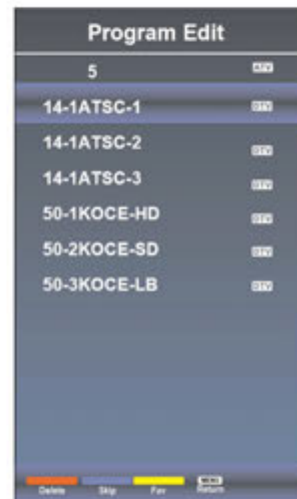 Program Edit
5 ATV
14-1ATSC-1 DTV
14-1ATSC-2 DTV
14-1ATSC-3 DTV
50-1KOCE-HD DTV
50-2KOCE-SD DTV
50-3KOCE-LB DTV
MENU
Delete Skip Fav Return